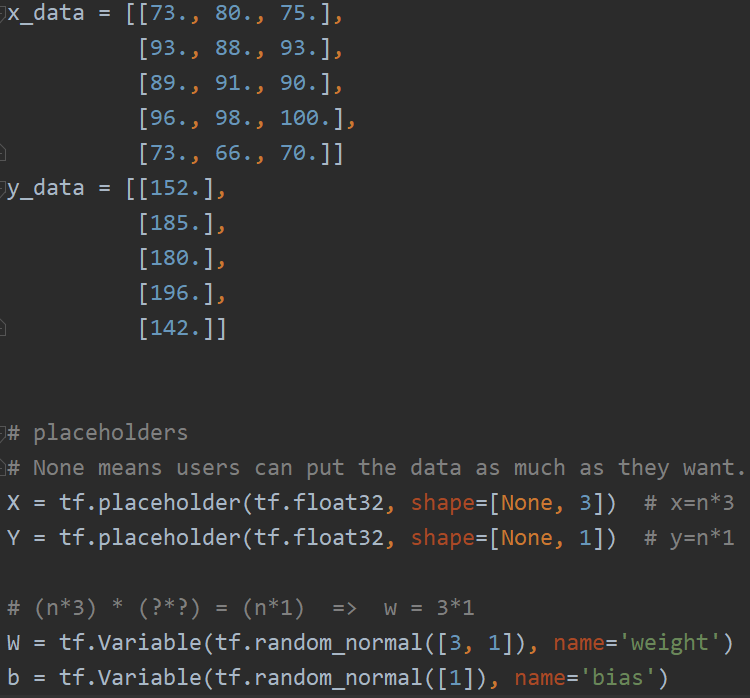 x_data = [[73., 80., 75.],
[93., 88., 93.],
[89., 91., 90.],
[96., 98., 100.],
[73., 66., 70.]]
y_data = [[152.],
[185.],
[180.],
[196.],
[142.]]
# placeholders
# None means users can put the data as much as they want.
X = tf.placeholder(tf.float32, shape=[None, 3])  # x=n*3
Y = tf.placeholder(tf.float32, shape=[None, 1])  # y=n*1
# (n*3) * (?*?) = (n*1)  =>  w = 3*1
W = tf.Variable(tf.random_normal([3, 1]), name='weight')
b = tf.Variable(tf.random_normal([1]), name='bias')